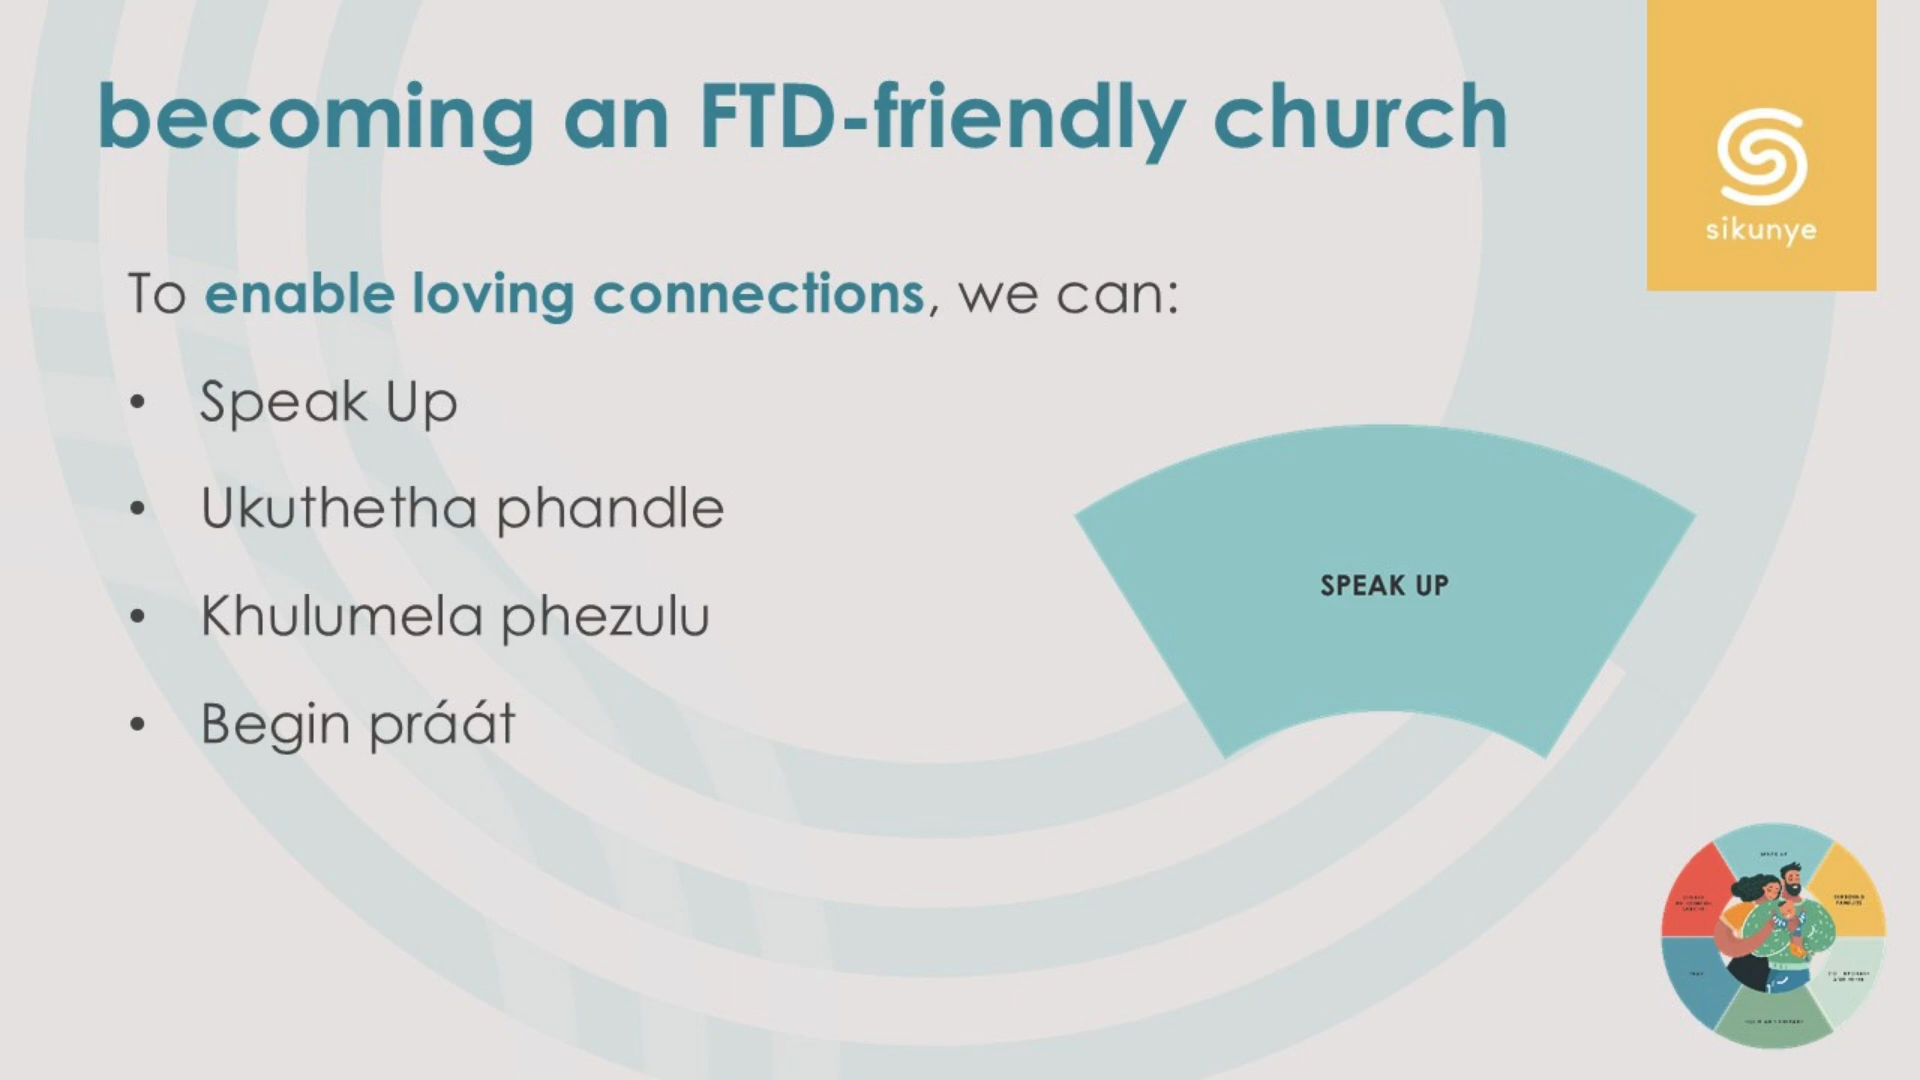 becoming an FTD-friendly church
sikunye
To enable loving connections, we can:
• Speak Up
• Ukuthetha phandle
• Khulumela phezulu
• Begin práát
SPEAK UP